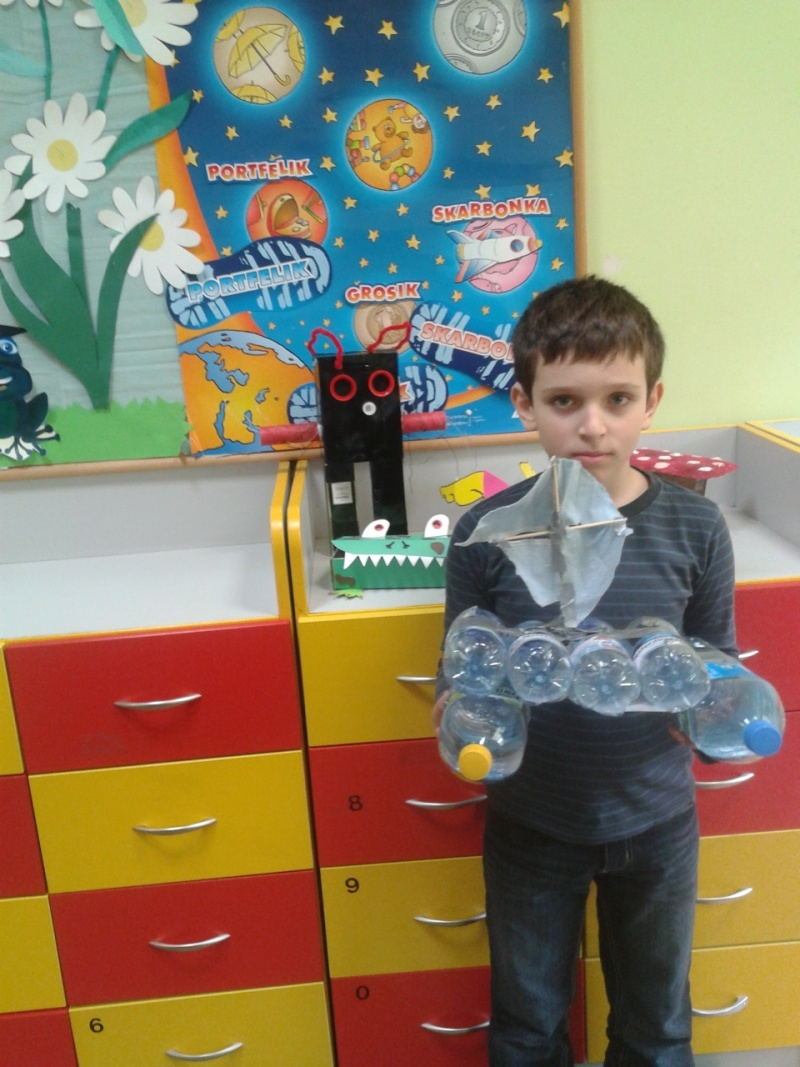 PORTFELIK
SKARBONKA
PORTFELIK
GROSIK
SKARBO
8
9
0
6